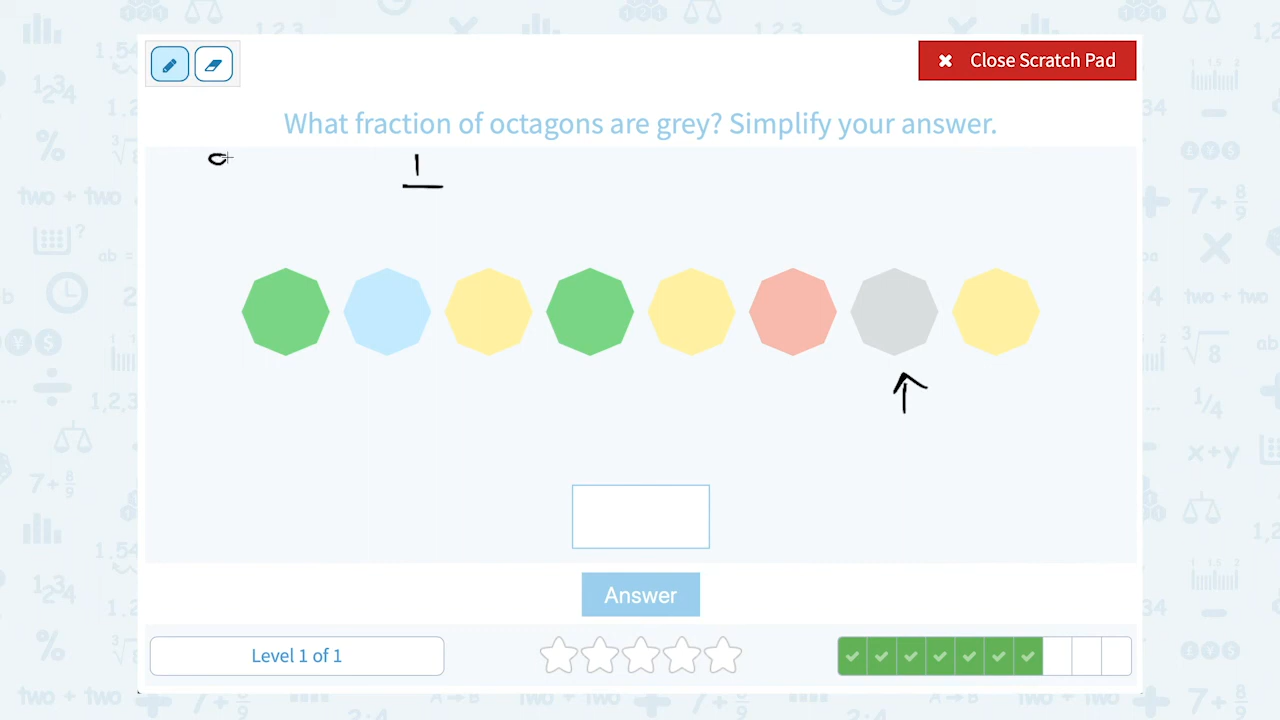 Close Scratch Pad
What fraction of octagons are grey? Simplify your answer.
1
Answer
Level 1 of 1